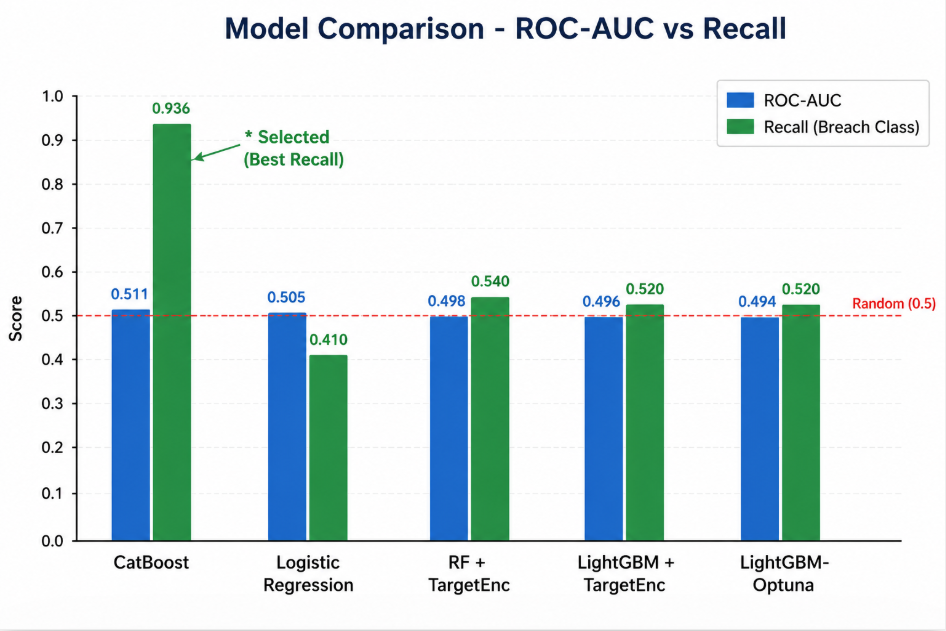 Model Comparison - ROC-AUC vs Recall
ROC-AUC
Recall (Breach Class)
* Selected
(Best Recall)
Score
1.0
0.9
0.8
0.7
0.6
0.5
0.4
0.3
0.2
0.1
0.0
0.511
0.936
0.505
0.410
0.498
0.540
0.496
0.520
0.494
0.520
Random (0.5)
CatBoost
Logistic
Regression
RF +
TargetEnc
LightGBM +
TargetEnc
LightGBM-
Optuna